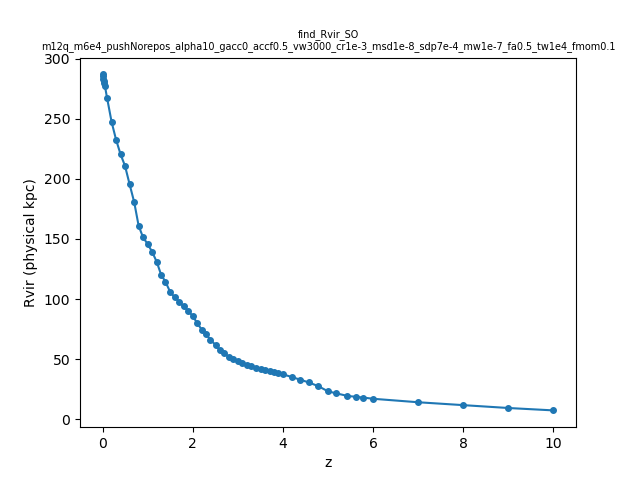 find_Rvir_SO
m12q_m6e4_pushNorepos_alpha10_gacc0_accf0.5_vw3000_cr1e-3_msd1e-8_sdp7e-4_mw1e-7_fa0.5_tw1e4_fmom0.1
300
250
200
150
100
50
0
Rvir (physical kpc)
0 2 4 6 8 10
z